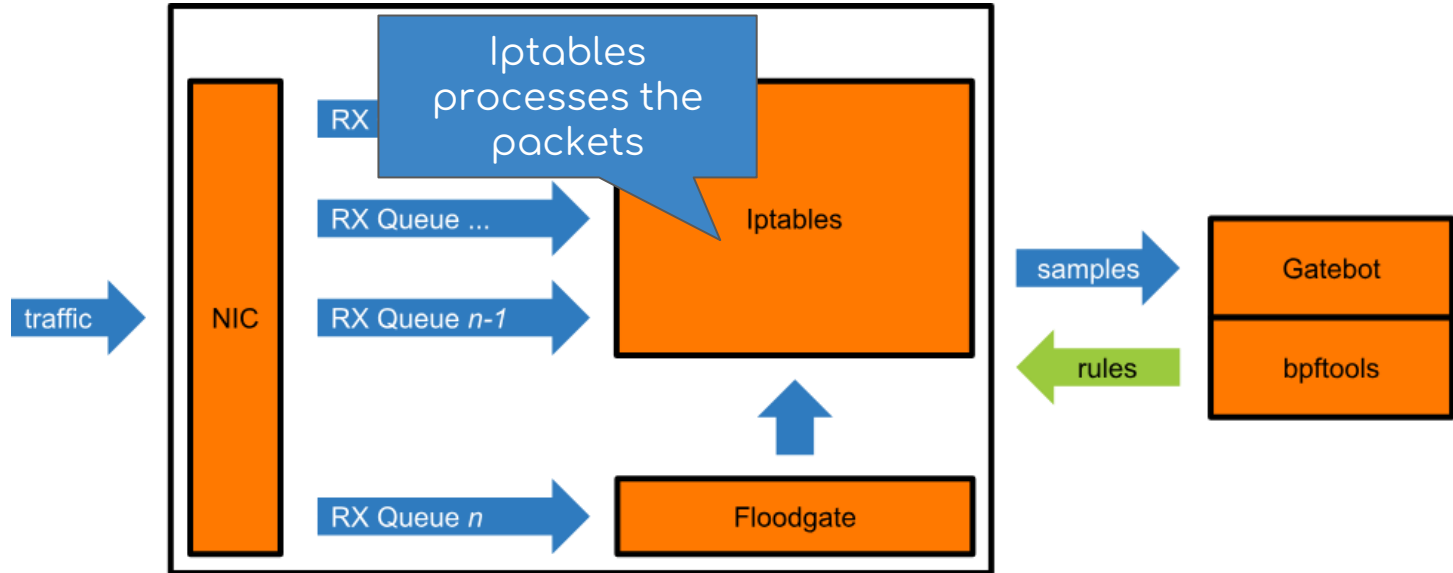 Iptables
processes the
packets
RX
RX Queue ...
Iptables
samples
Gatebot
traffic
NIC
RX Queue n-1
rules
bpftools
RX Queue n
Floodgate